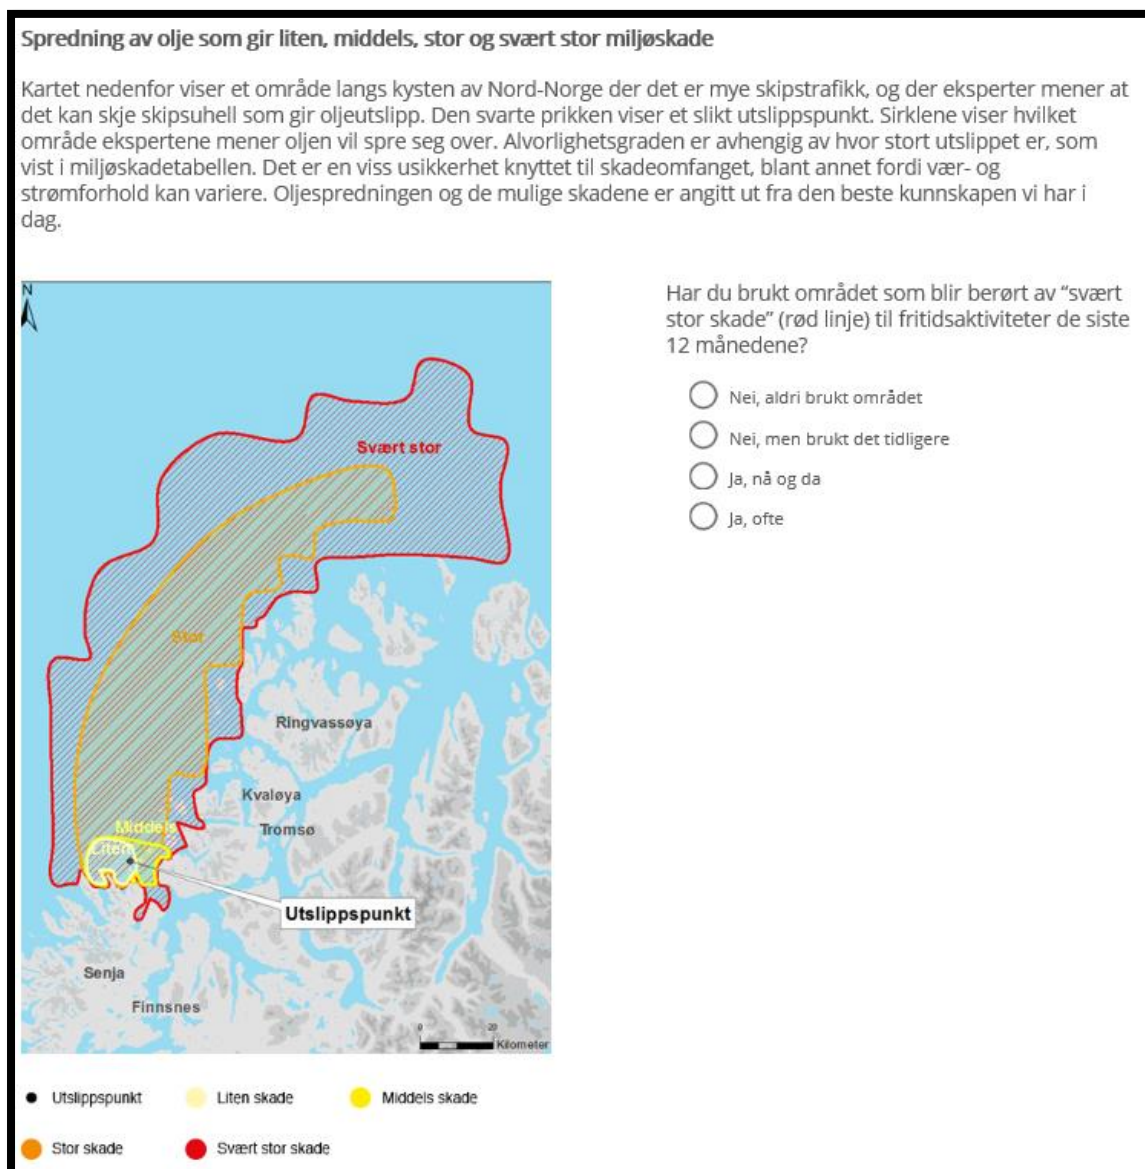 Spredning av olje som gir liten, middels, stor og svært stor miljøskade
Kartet nedenfor viser et område langs kysten av Nord-Norge der det er mye skipstrafikk, og der eksperter mener at
det kan skje skipsuhell som gir oljeutslipp. Den svarte prikken viser et slikt utslippspunkt. Sirklene viser hvilket
område ekspertene mener oljen vil spre seg over. Alvorlighetsgraden er avhengig av hvor stort utslippet er, som
vist i miljøskadetabellen. Det er en viss usikkerhet knyttet til skadeomfanget, blant annet fordi vær- og
strømforhold kan variere. Oljespredningen og de mulige skadene er angitt ut fra den beste kunnskapen vi har i
dag.
N
Svært stor
Stor
Ringvassøya
Kvaløya
Tromsø
Middels
Liten
Utslippspunkt
Senja
Finnsnes
0 20
Kilometer
Har du brukt området som blir berørt av “svært
stor skade” (rød linje) til fritidsaktiviteter de siste
12 månedene?
Nei, aldri brukt området
Nei, men brukt det tidligere
Ja, nå og da
Ja, ofte
Utslippspunkt
Liten skade
Middels skade
Stor skade
Svært stor skade